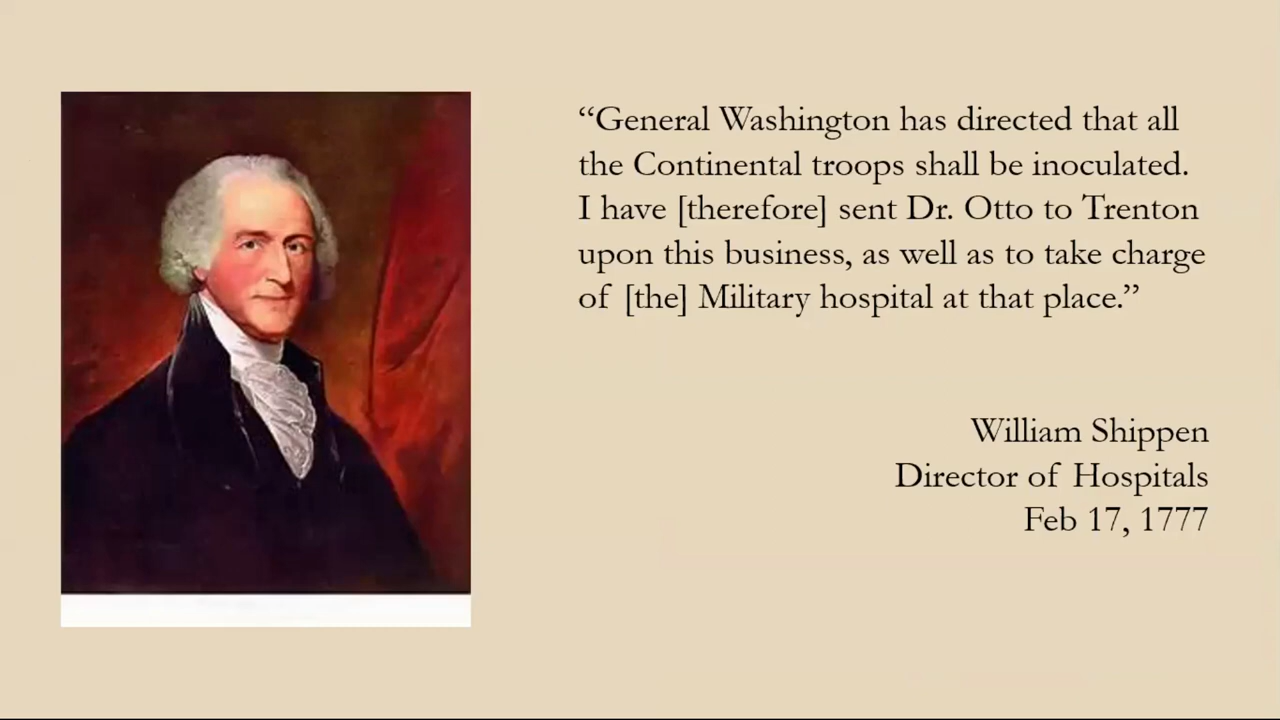 “General Washington has directed that all
the Continental troops shall be inoculated.
I have [therefore] sent Dr. Otto to Trenton
upon this business, as well as to take charge
of [the] Military hospital at that place.”
William Shippen
Director of Hospitals
Feb 17, 1777